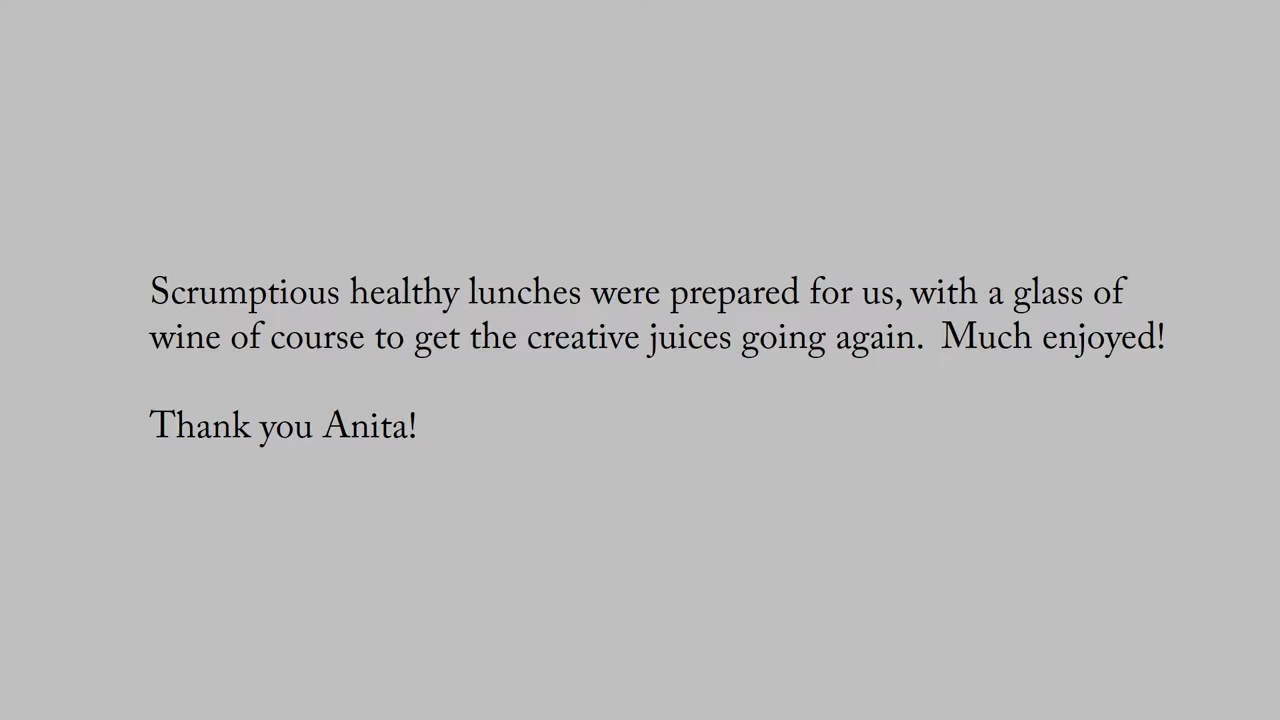 Scrumptious healthy lunches were prepared for us, with a glass of
wine of course to get the creative juices going again.  Much enjoyed!
Thank you Anita!